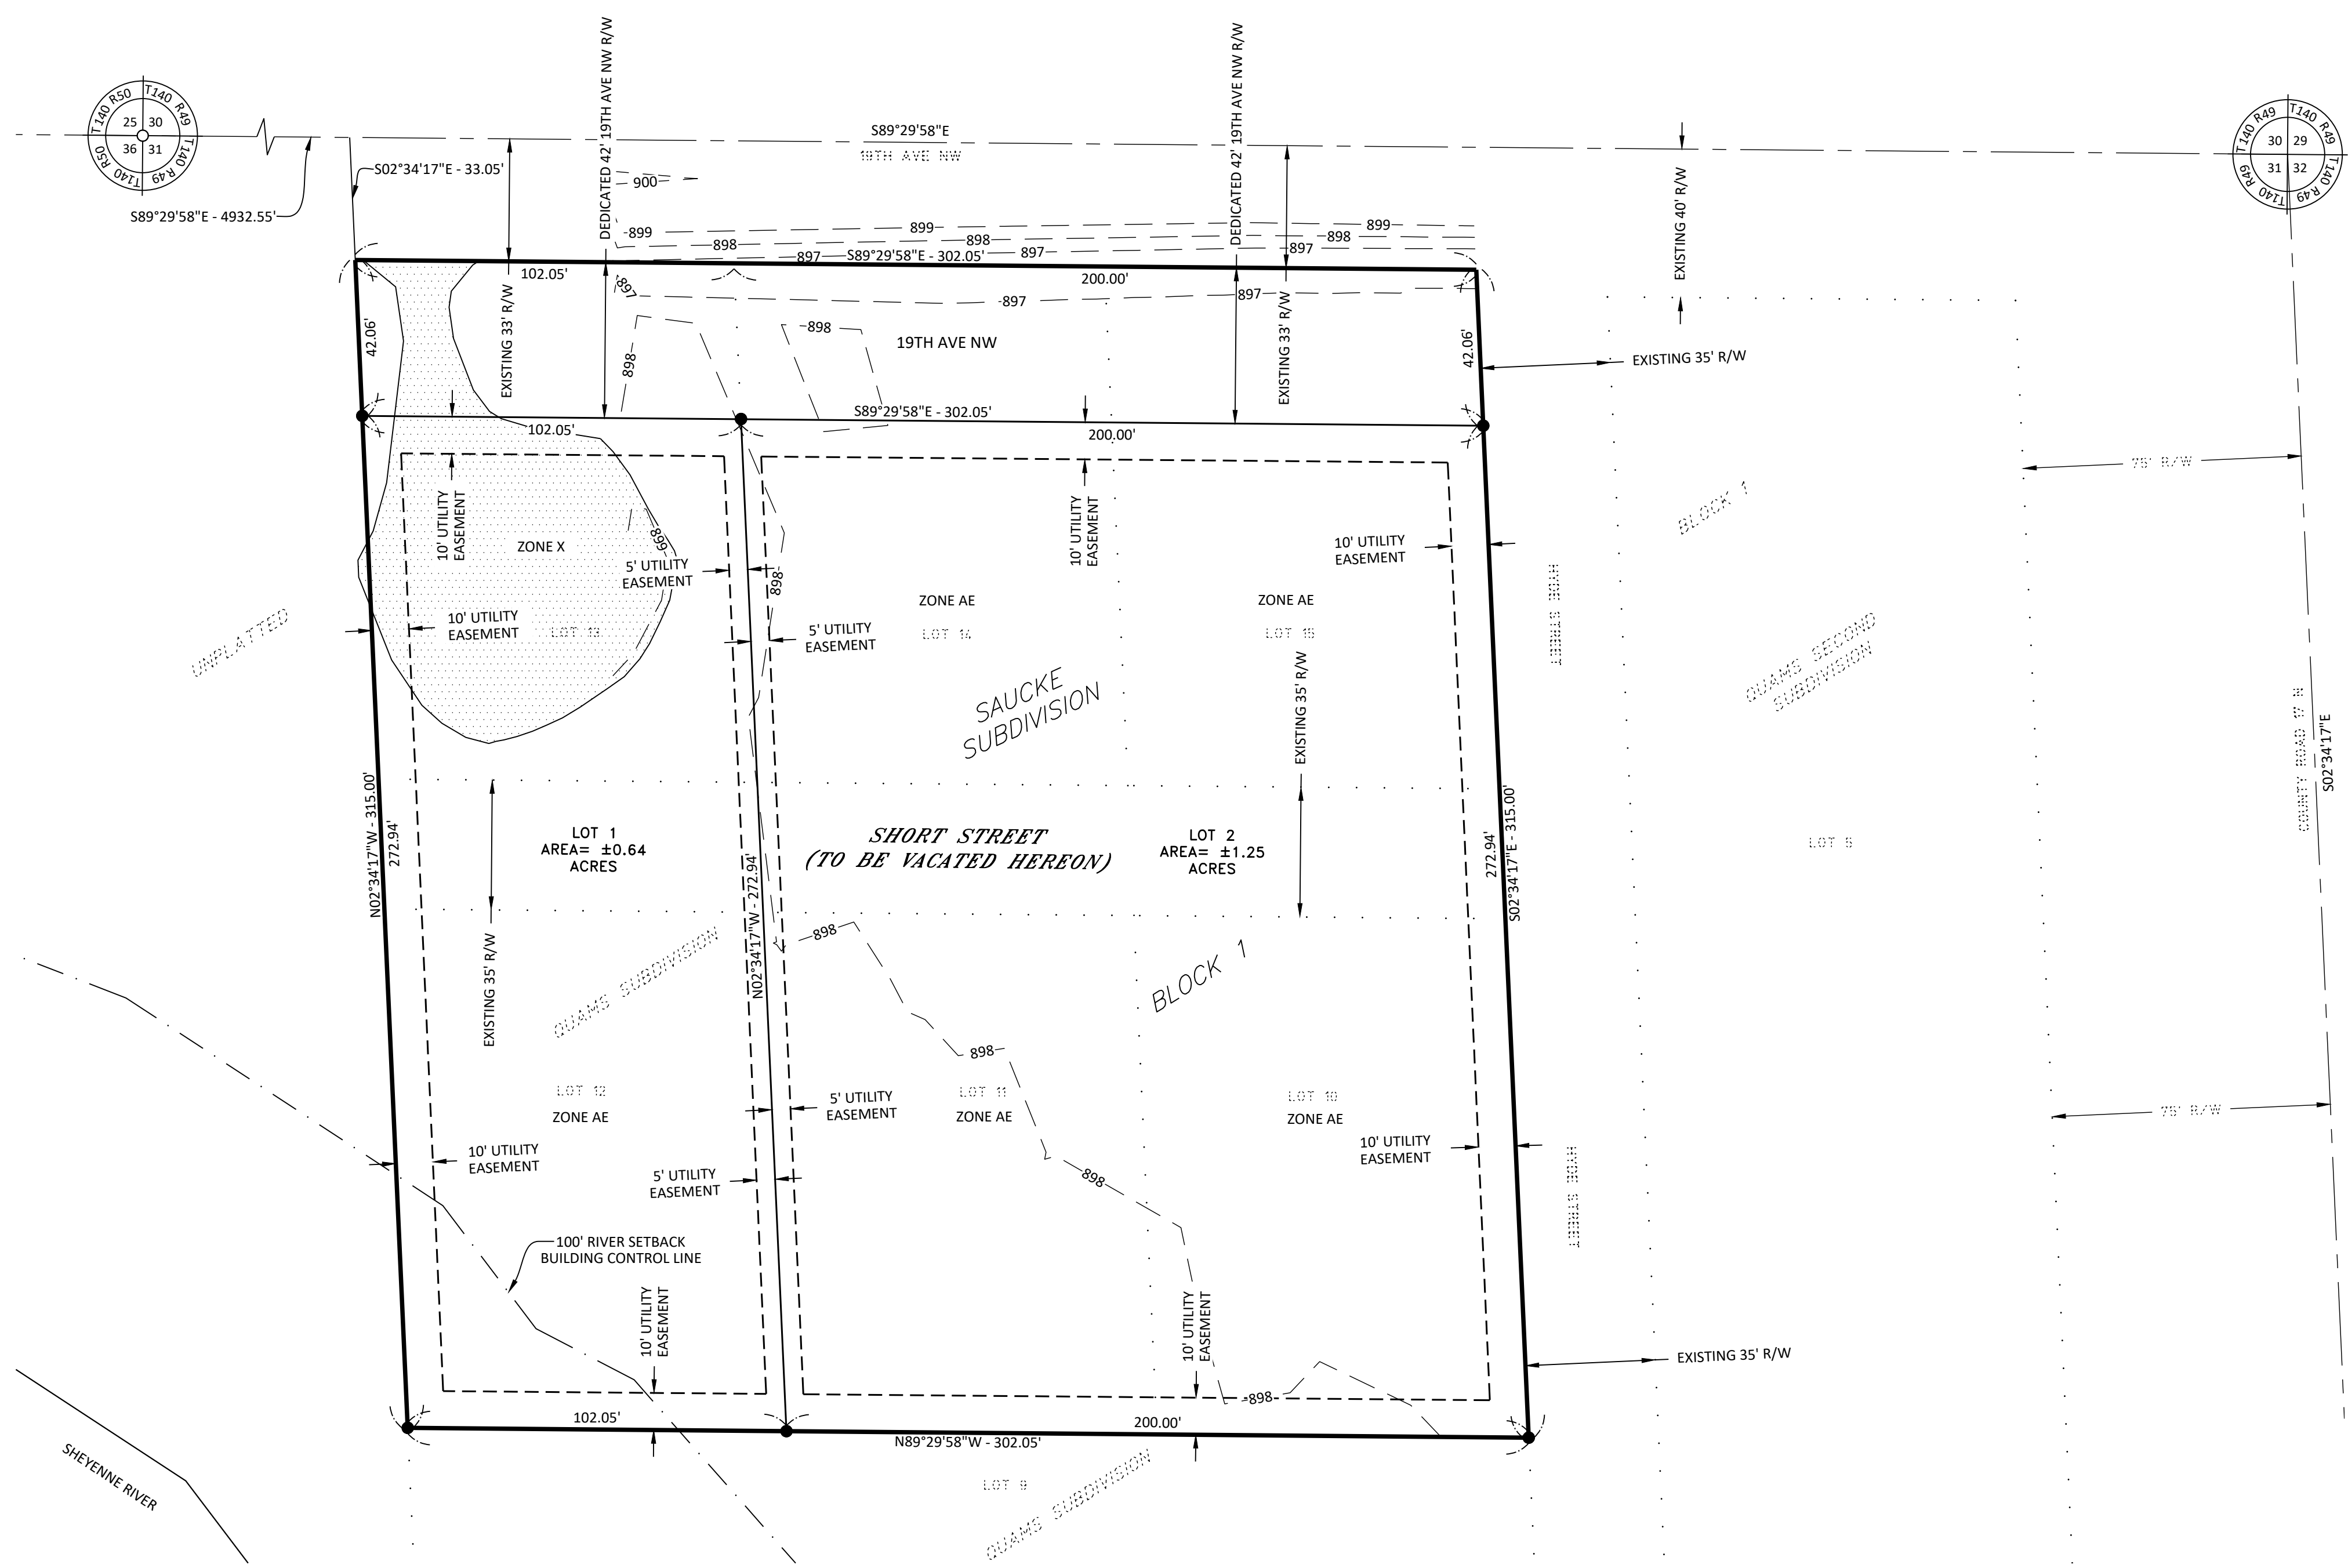 DEDICATED 42' 19TH AVE NW R/W
DEDICATED 42' 19TH AVE NW R/W
T140 R50
T140 R49
25 30
36 31
T140 R50
T140 R49
T140 R49
T140 R49
30 29
31 32
T140 R49
T140 R49
S89°29'58"E
19TH AVE NW
S02°34'17"E - 33.05'
S89°29'58"E - 4932.55'
EXISTING 40' R/W
900
899
899
899
898
898
898
897
S89°29'58"E - 302.05'
897
897
102.05'
200.00'
897
897
897
EXISTING 33' R/W
EXISTING 33' R/W
42.06'
42.06'
898
898
19TH AVE NW
EXISTING 35' R/W
S89°29'58"E - 302.05'
102.05'
200.00'
75' R/W
BLOCK 1
10' UTILITY
EASEMENT
10' UTILITY
EASEMENT
ZONE X
899
5' UTILITY
EASEMENT
898
10' UTILITY
EASEMENT
HIGH STREET
ZONE AE
ZONE AE
UNPLATTED
10' UTILITY
EASEMENT
LOT 13
5' UTILITY
EASEMENT
LOT 14
LOT 15
QUAMS SECOND
SUBDIVISION
SAUCKE
SUBDIVISION
EXISTING 35' R/W
COUNTY ROAD 17 N
S02°34'17"E
N02°34'17"W - 315.00'
272.94'
LOT 1
AREA= ±0.64
ACRES
SHORT STREET
(TO BE VACATED HEREON)
LOT 2
AREA= ±1.25
ACRES
272.94'
S02°34'17"E - 315.00'
N02°34'17"W - 272.94'
898
EXISTING 35' R/W
QUAMS SUBDIVISION
BLOCK 1
898
LOT 12
ZONE AE
LOT 11
ZONE AE
LOT 10
ZONE AE
5' UTILITY
EASEMENT
75' R/W
10' UTILITY
EASEMENT
5' UTILITY
EASEMENT
898
10' UTILITY
EASEMENT
HIGH STREET
100' RIVER SETBACK
BUILDING CONTROL LINE
10' UTILITY
EASEMENT
10' UTILITY
EASEMENT
EXISTING 35' R/W
898
102.05'
200.00'
N89°29'58"W - 302.05'
SHEYENNE RIVER
LOT 9
QUAMS SUBDIVISION